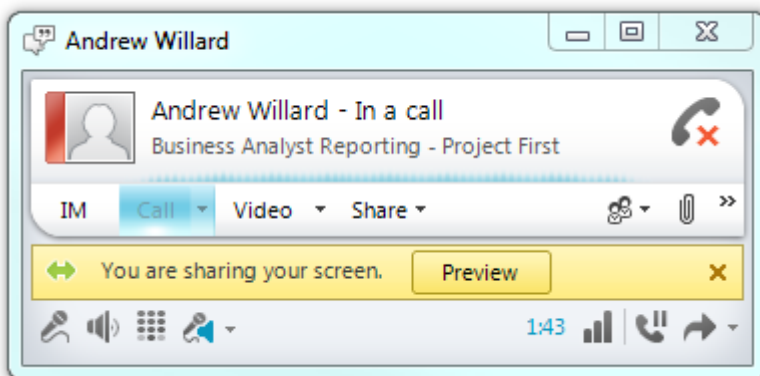 Andrew Willard
Andrew Willard - In a call
Business Analyst Reporting - Project First
IM Call Video Share
You are sharing your screen. Preview
1:43